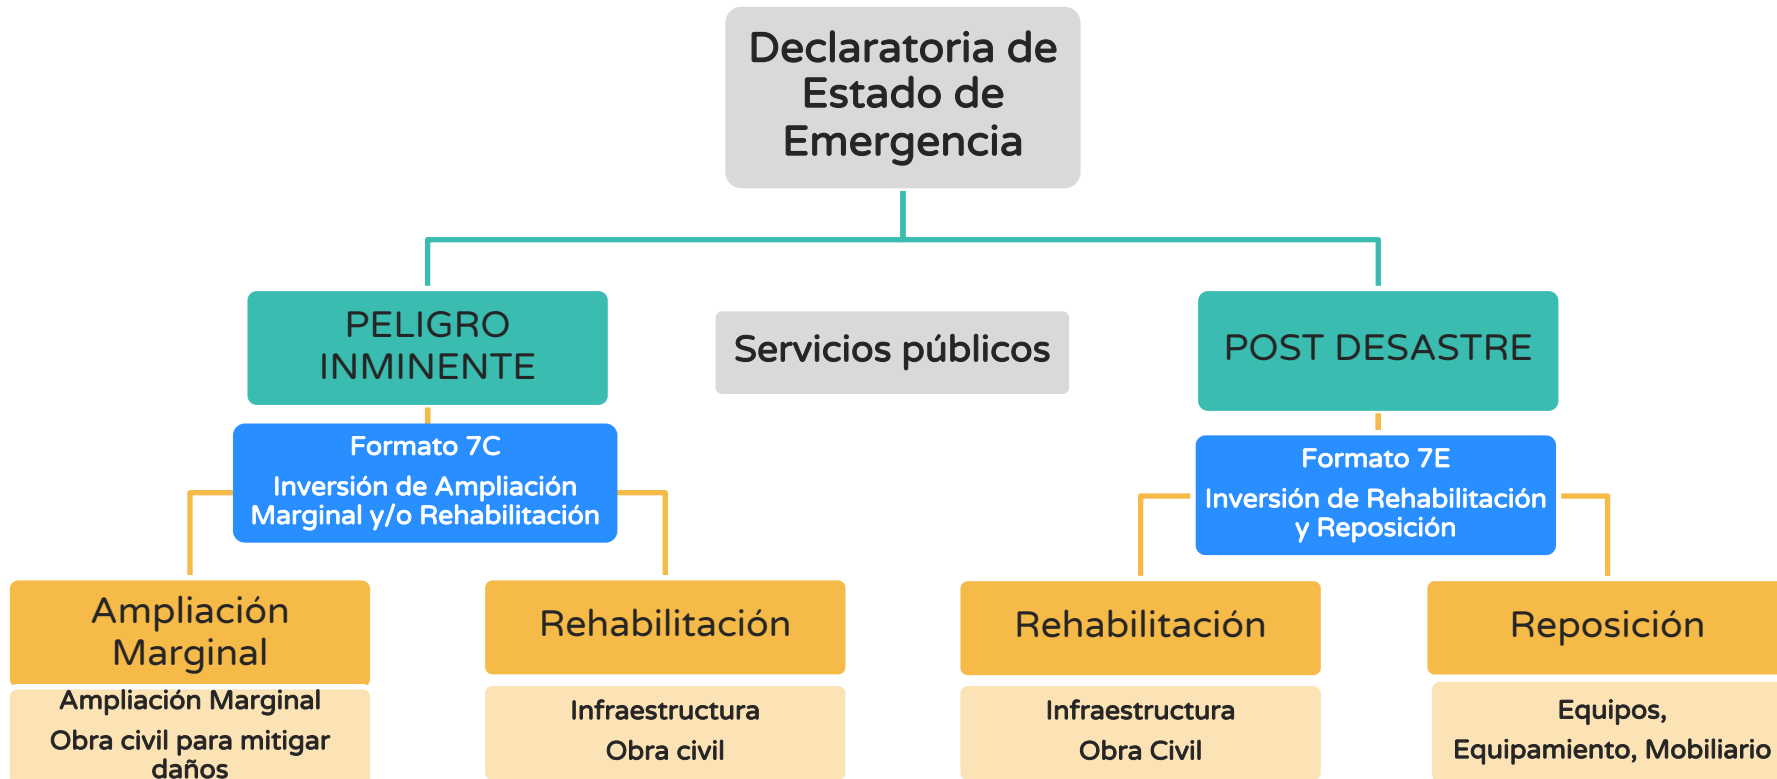 Declaratoria de
Estado de
Emergencia
PELIGRO
INMINENTE
Servicios públicos
POST DESASTRE
Formato 7C
Inversión de Ampliación
Marginal y/o Rehabilitación
Formato 7E
Inversión de Rehabilitación
y Reposición
Ampliación
Marginal
Rehabilitación
Rehabilitación
Reposición
Ampliación Marginal
Obra civil para mitigar
daños
Infraestructura
Obra civil
Infraestructura
Obra Civil
Equipos,
Equipamiento, Mobiliario